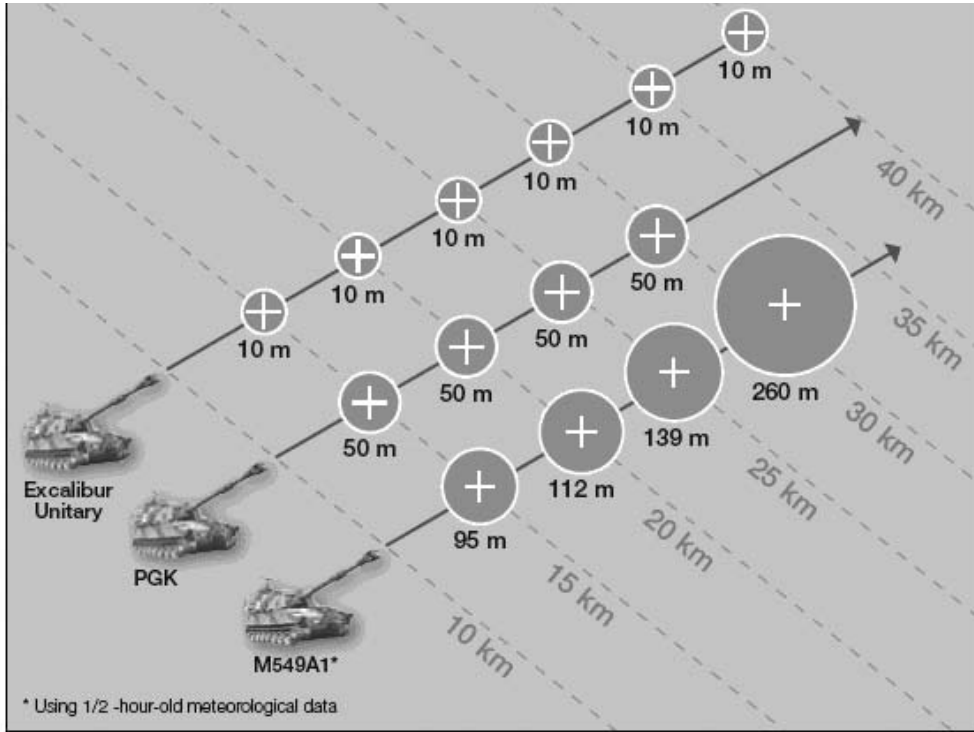 10 m
10 m
10 m
10 m
10 m
10 m
Excalibur
Unitary
50 m
50 m
50 m
50 m
PGK
95 m
112 m
139 m
260 m
M549A1*
10 km
15 km
20 km
25 km
30 km
35 km
40 km
* Using 1/2 -hour-old meteorological data